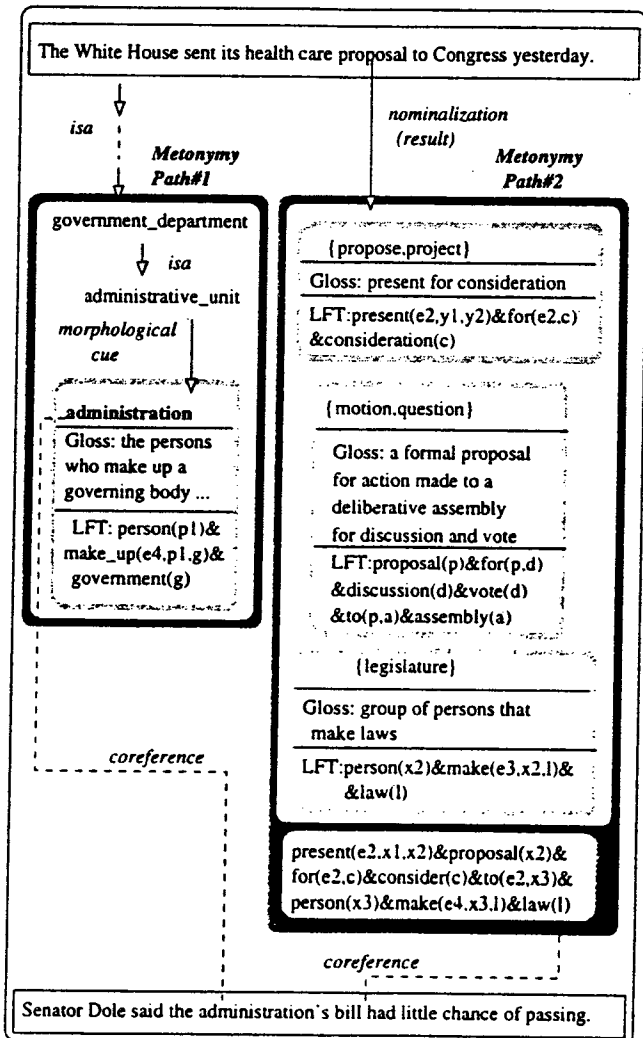 The White House sent its health care proposal to Congress yesterday.
isa
nominalization
(result)
Metonymy
Path#1
Metonymy
Path#2
government_department
isa
administrative_unit
morphological
cue
administration
Gloss: the persons
who make up a
governing body ...
LFT: person(p1)&
make_up(e4,p1,g)&
government(g)
{propose,project}
Gloss: present for consideration
LFT:present(e2,y1,y2)&for(e2,c)
&consideration(c)
{motion,question}
Gloss: a formal proposal
for action made to a
deliberative assembly
for discussion and vote
LFT:proposal(p)&for(p,d)
&discussion(d)&vote(d)
&to(p,a)&assembly(a)
{legislature}
Gloss: group of persons that
make laws
LFT:person(x2)&make(e3,x2,l)&
&law(l)
present(e2,x1,x2)&proposal(x2)&
for(e2,c)&consider(c)&to(e2,x3)&
person(x3)&make(e4,x3,l)&law(l)
coreference
coreference
Senator Dole said the administration's bill had little chance of passing.